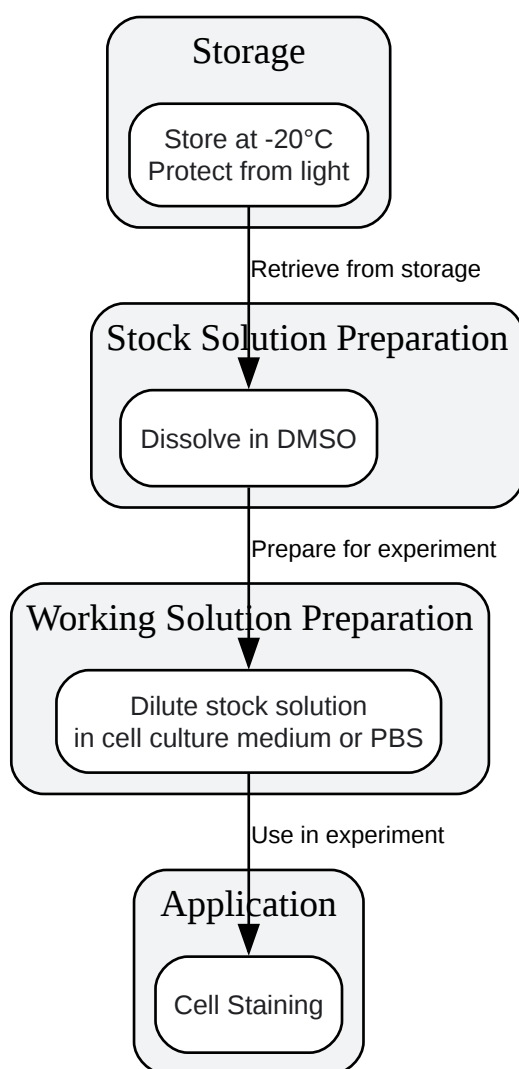 Storage
Store at -20°C
Protect from light
Retrieve from storage
Stock Solution Preparation
Dissolve in DMSO
Prepare for experiment
Working Solution Preparation
Dilute stock solution
in cell culture medium or PBS
Use in experiment
Application
Cell Staining